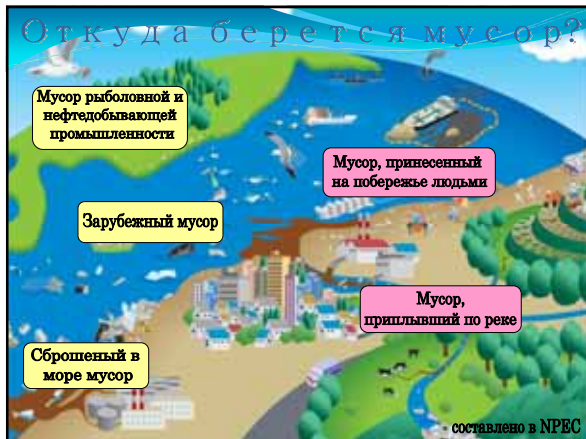 Откуда берется мусор?
Мусор рыболовной и
нефтедобывающей
промышленности
Мусор, принесенный
на побережье людьми
Зарубежный мусор
Мусор,
приплывший по реке
Сброшеный в
море мусор
составлено в NPEC